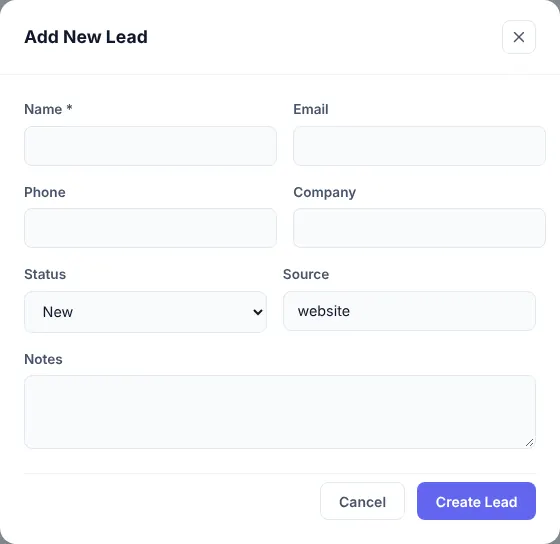 Add New Lead
Name * Email
Phone Company
Status Source
New website
Notes
Cancel Create Lead